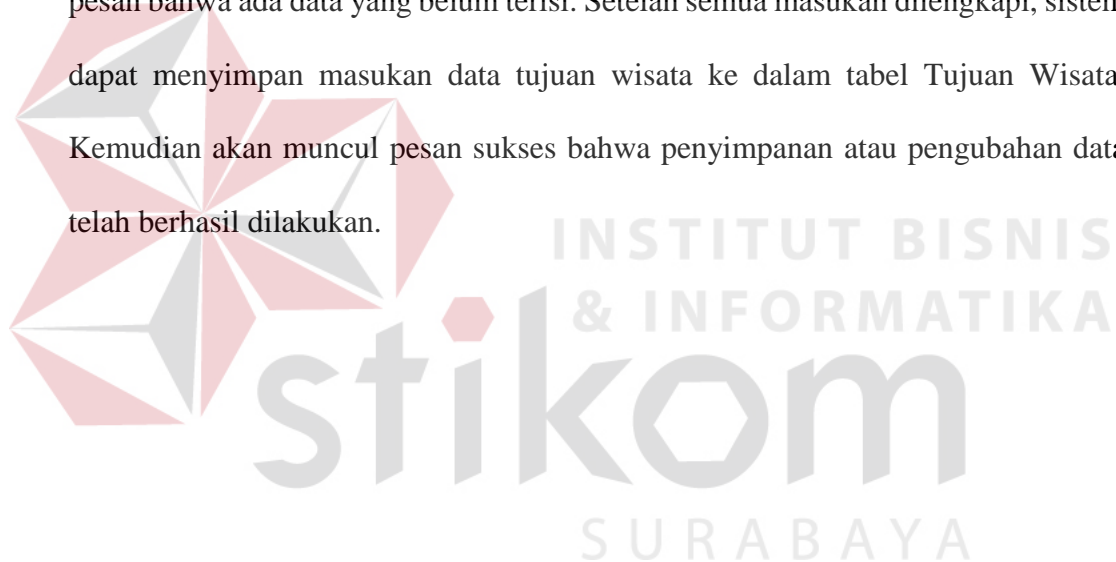 pesan bahwa ada data yang belum terisi. Setelah semua masukan dilengkapi, sistem
dapat menyimpan masukan data tujuan wisata ke dalam tabel Tujuan Wisata
Kemudian akan muncul pesan sukses bahwa penyimpanan atau pengubahan data
telah berhasil dilakukan.
INSTITUT BISNIS
& INFORMATIKA
stikom
SURABAYA